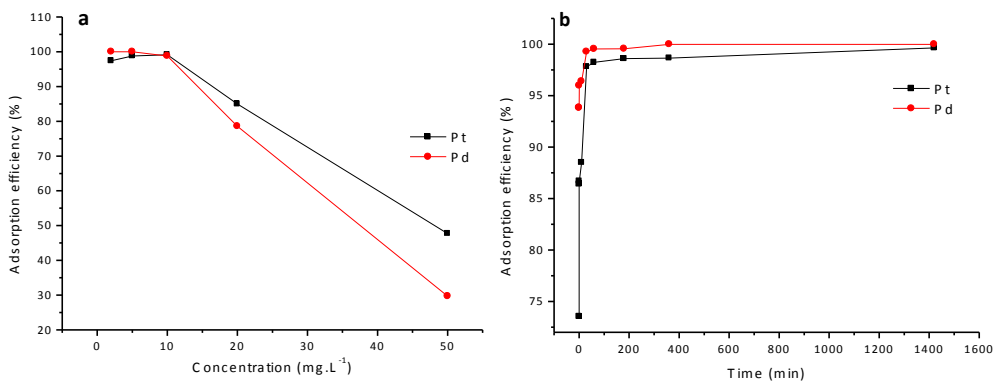 a
110
100
90
80
70
60
50
40
30
20
Adsorption efficiency (%)
Pt
Pd
0 10 20 30 40 50
Concentration (mg.L-1)
b
100
95
90
85
80
75
Adsorption efficiency (%)
Pt
Pd
0 200 400 600 800 1000 1200 1400 1600
Time (min)